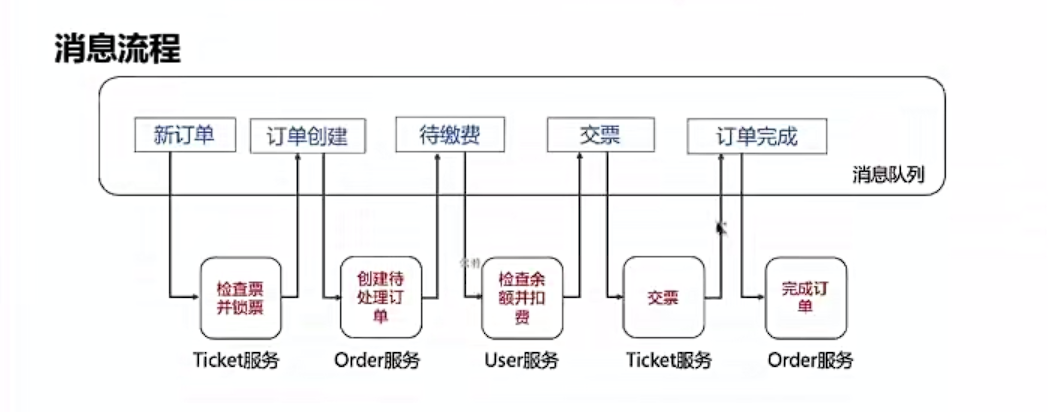 消息流程
新订单
订单创建
待缴费
交票
订单完成
消息队列
检查票
并锁票
创建待
处理订
单
检查余
额并扣
费
交票
完成订
单
Ticket服务
Order服务
User服务
Ticket服务
Order服务